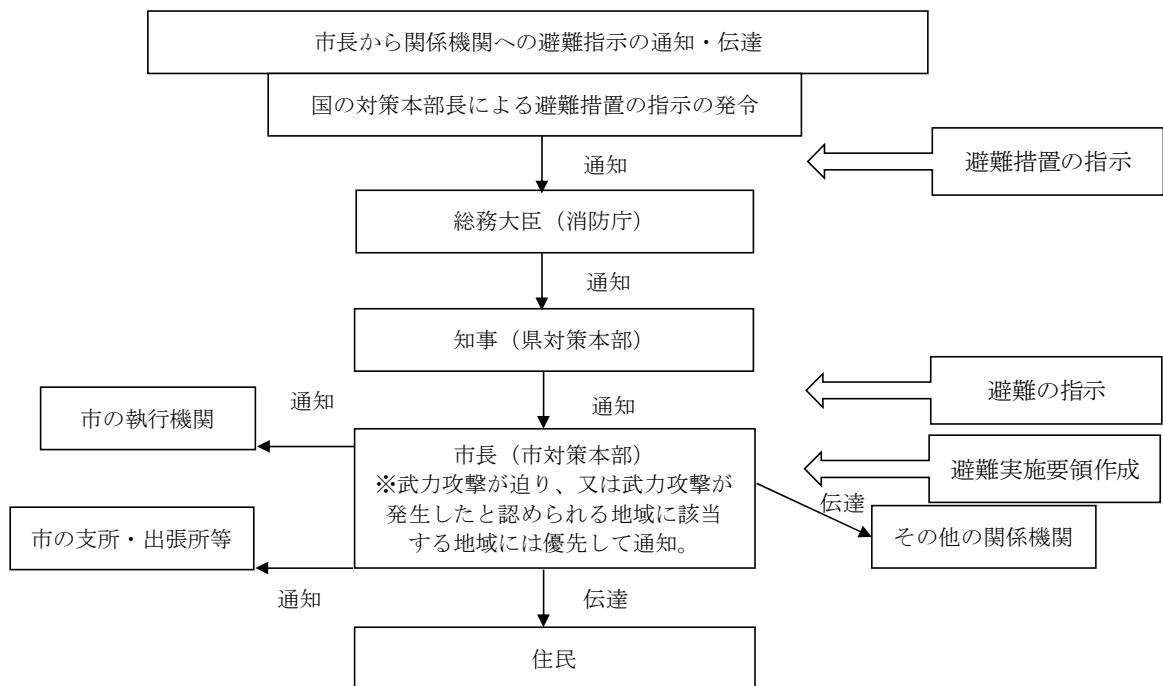 市長から関係機関への避難指示の通知・伝達
国の対策本部長による避難措置の指示の発令
通知
避難措置の指示
総務大臣（消防庁）
通知
知事（県対策本部）
通知
避難の指示
市の執行機関
通知
市長（市対策本部）
※武力攻撃が迫り、又は武力攻撃が
発生したと認められる地域に該当
する地域には優先して通知。
避難実施要領作成
伝達
その他の関係機関
市の支所・出張所等
通知
伝達
住民